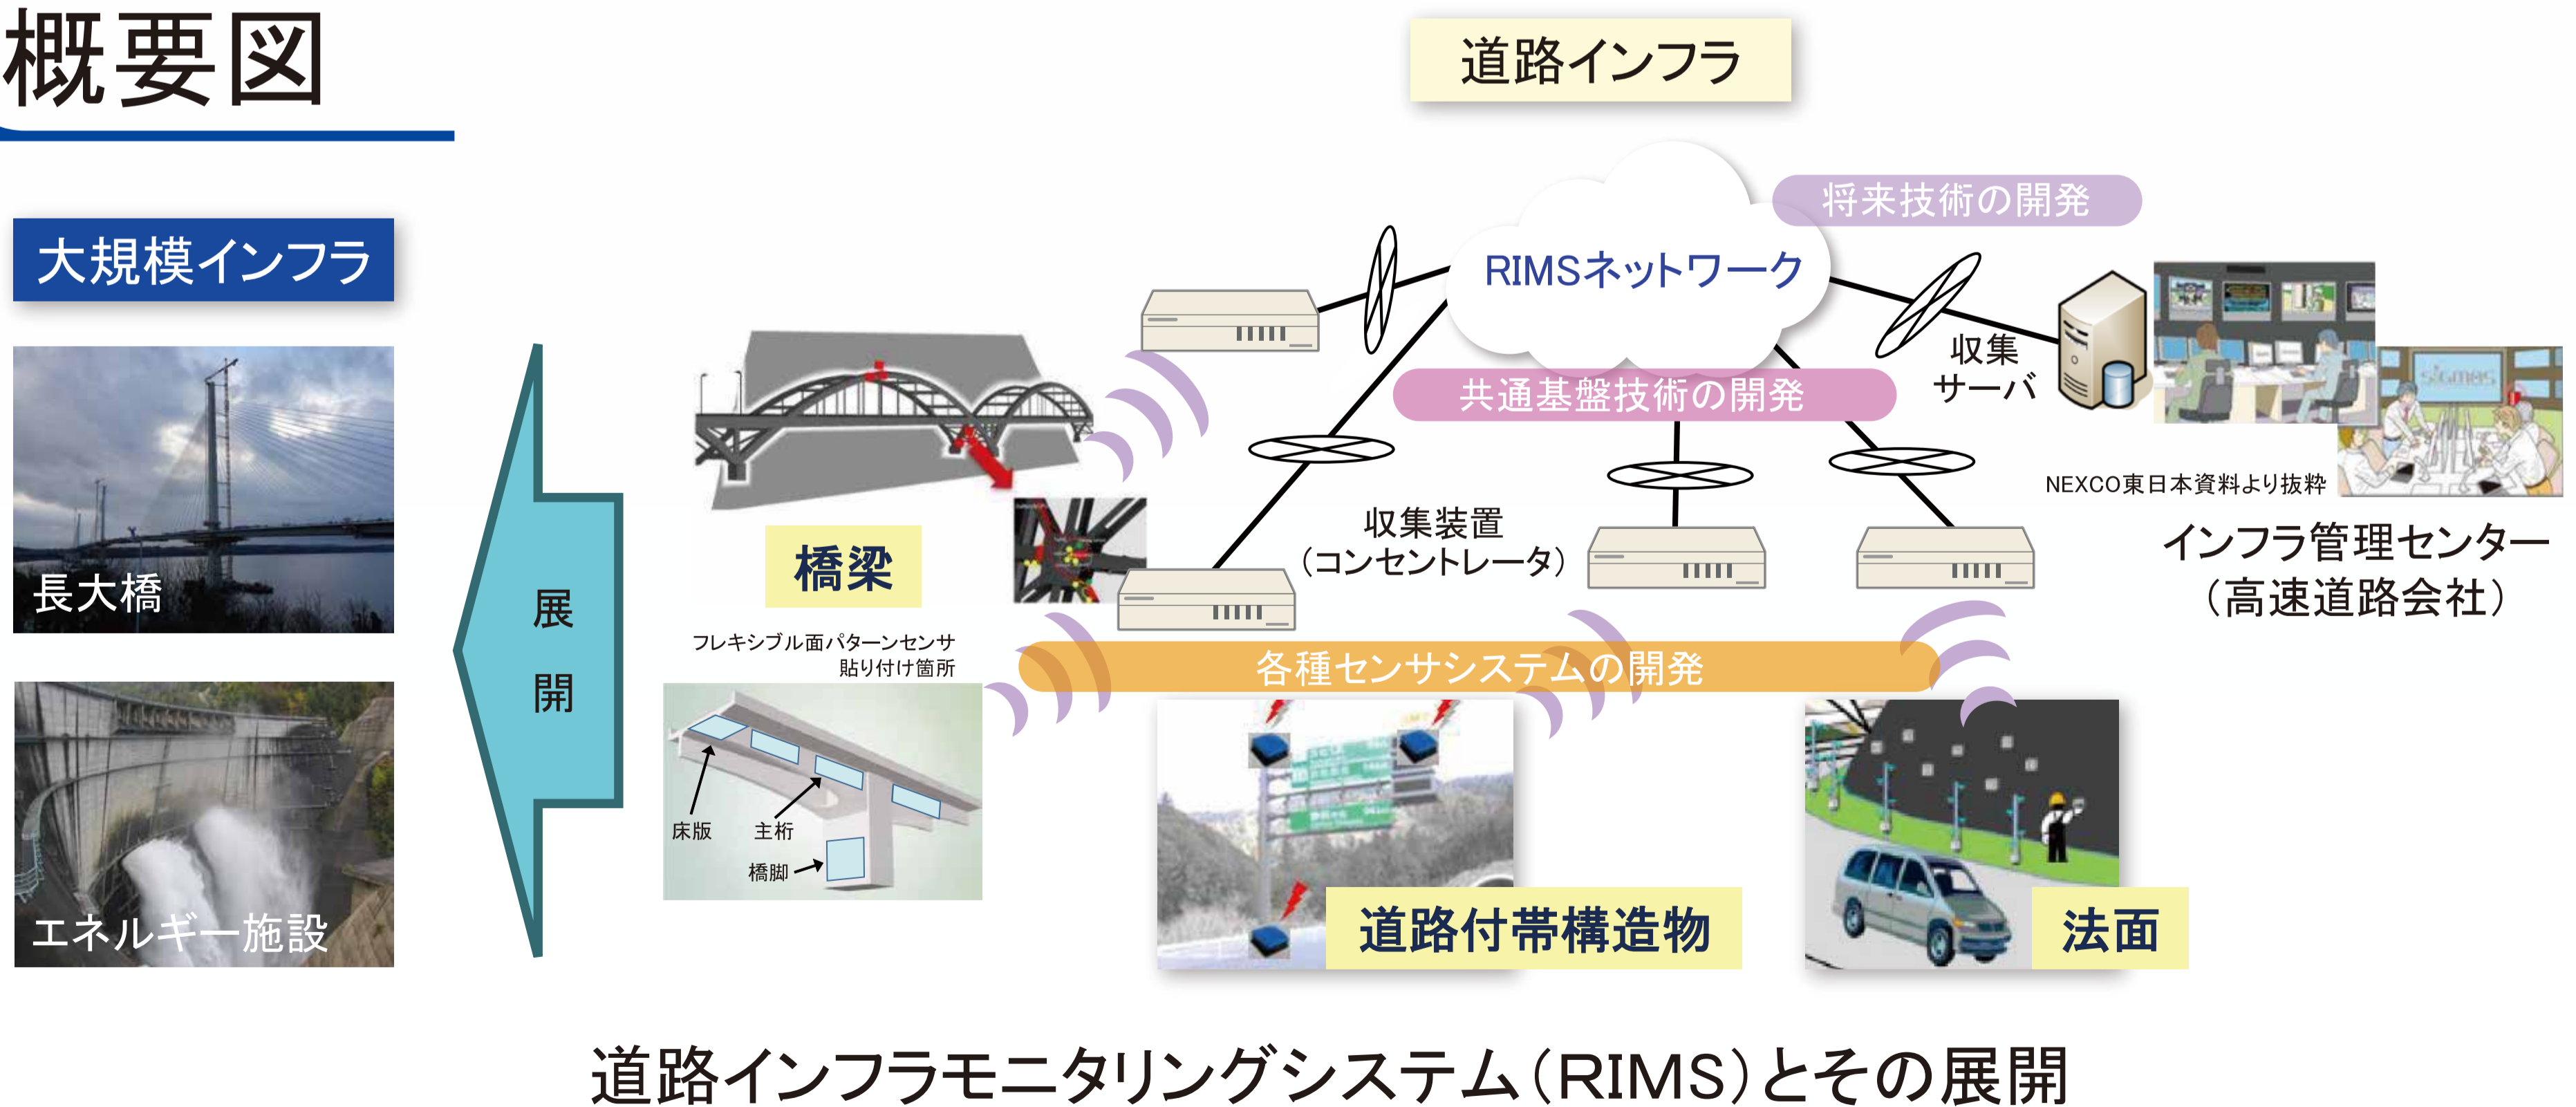 概要図
道路インフラ
大規模インフラ
長大橋
エネルギー施設
展
開
RIMSネットワーク
将来技術の開発
共通基盤技術の開発
収集
サーバ
sigmas
NEXCO東日本資料より抜粋
インフラ管理センター
（高速道路会社）
収集装置
（コンセントレータ）
橋梁
フレキシブル面パターンセンサ
貼り付け箇所
床版
主桁
橋脚
各種センサシステムの開発
道路付帯構造物
法面
道路インフラモニタリングシステム（RIMS）とその展開